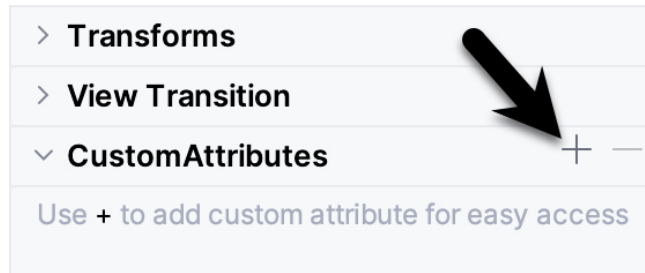 Transforms
View Transition
CustomAttributes
Use + to add custom attribute for easy access